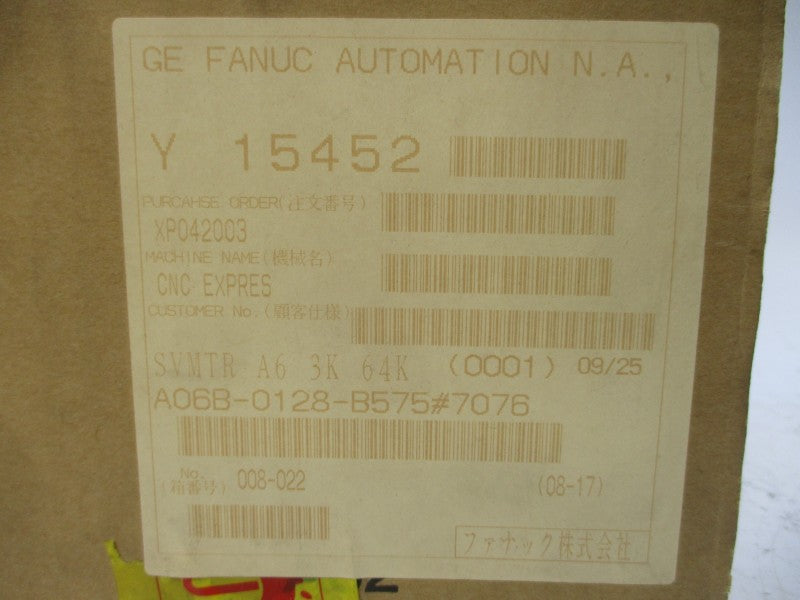 GE FANUC AUTOMATION N.A.,
Y 15452
PURCAHSE ORDER(注文番号)
XP042003
MACHINE NAME(機械名)
CNC EXPRES
CUSTOMER No.(顧客仕様)
SVMTR A6 3K 64K (0001) 09/25
A06B-0128-B575#7076
No.
(箱番号) 008-022 (08-17)
ファナック株式会社